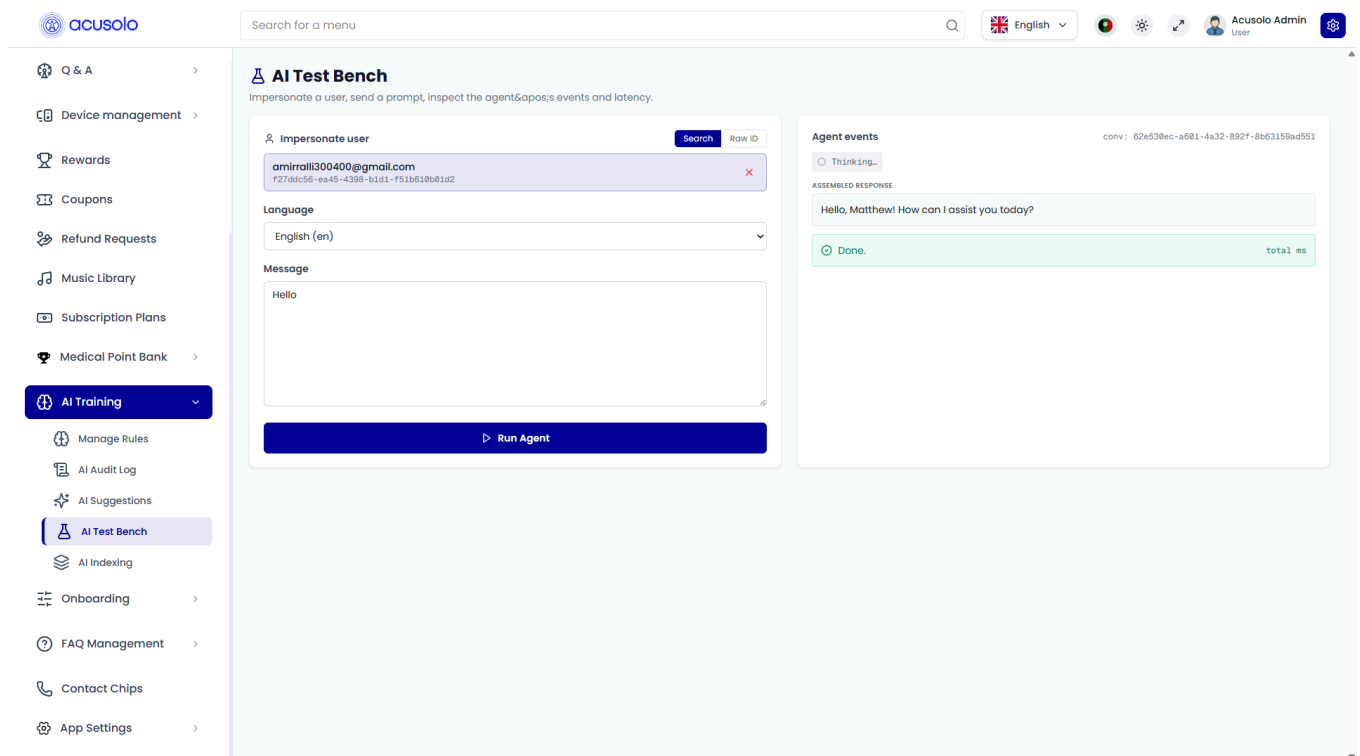 acusolo
Search for a menu
English
Acusolo Admin
User
Q & A
Device management
Rewards
Coupons
Refund Requests
Music Library
Subscription Plans
Medical Point Bank
AI Training
Manage Rules
AI Audit Log
AI Suggestions
AI Test Bench
AI Indexing
Onboarding
FAQ Management
Contact Chips
App Settings
AI Test Bench
Impersonate a user, send a prompt, inspect the agent&apos;s events and latency.
Impersonate user
Search Raw ID
amirralli300400@gmail.com
f27ddc56-ea45-4398-b1d1-f51b610b01d2
Language
English (en)
Message
Hello
Run Agent
Agent events
conv: 62e530ec-a601-4a32-892f-8b63159ad551
Thinking…
ASSEMBLED RESPONSE
Hello, Matthew! How can I assist you today?
Done.
total ms